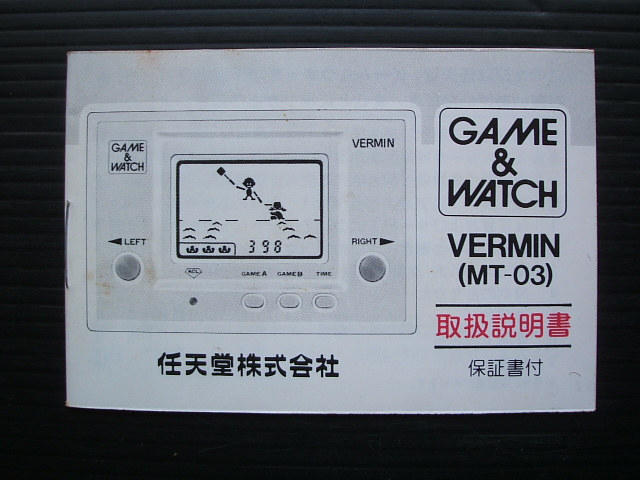 GAME
&
WATCH
VERMIN
398
◀LEFT
RIGHT▶
ACL
GAME A
GAME B
TIME
任天堂株式会社
GAME
&
WATCH
VERMIN
(MT-03)
取扱説明書
保証書付